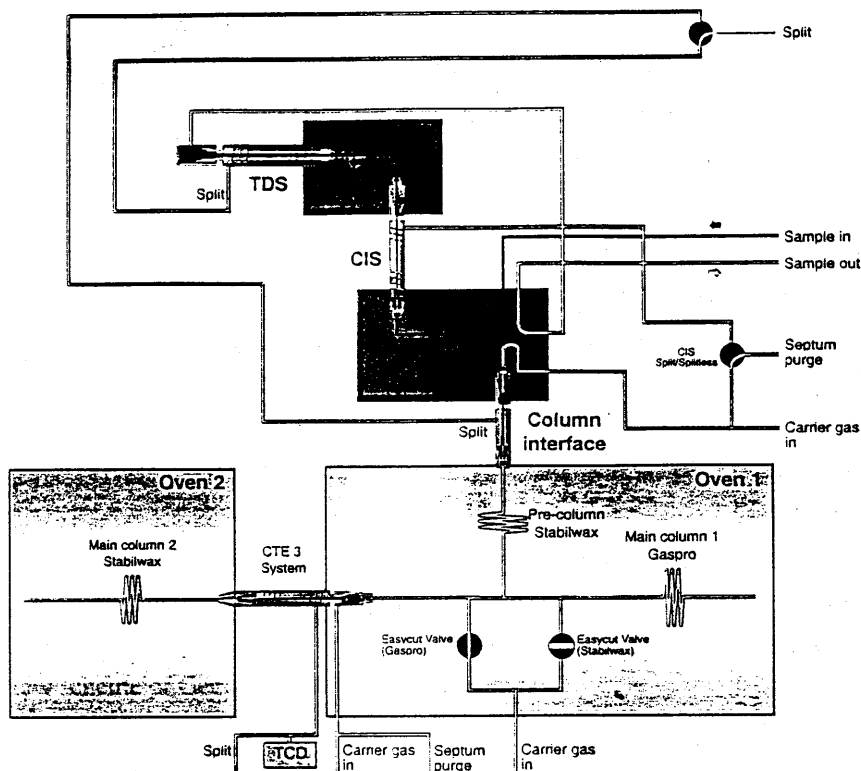 Split
TDS
Split
CIS
Sample in
Sample out
CIS
Split/Splitless
Septum
purge
Carrier gas
in
Split
Column
interface
Oven 2
Oven 1
Pre-column
Stabilwax
Main column 2
Stabilwax
CTE 3
System
Main column 1
Gaspro
Easycut Valve
(Gaspro)
Easycut Valve
(Stabilwax)
Split
TCD
Carrier gas
in
Septum
purge
Carrier gas
in